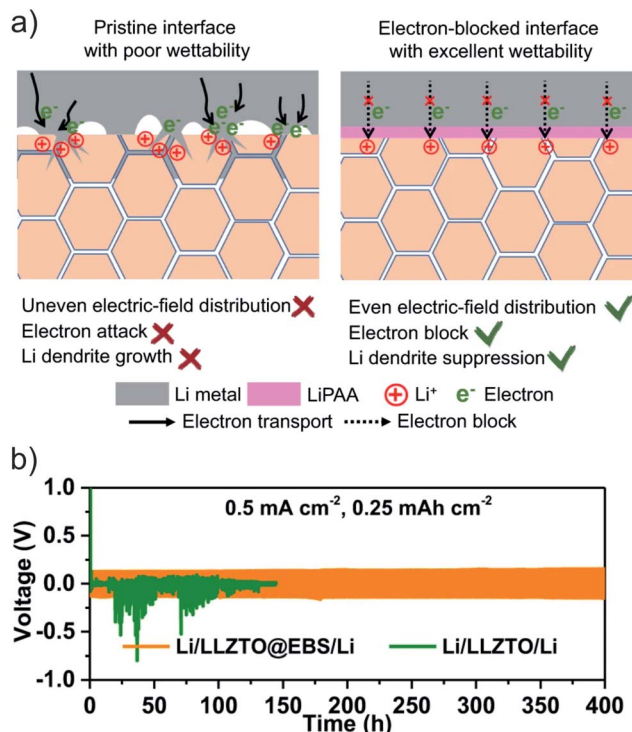 a)
Pristine interface
with poor wettability
Electron-blocked interface
with excellent wettability
e⁻ e⁻ e⁻ e⁻ e⁻ e⁻ e⁻ e⁻
e⁻ e⁻ e⁻ e⁻ e⁻
Uneven electric-field distribution
Electron attack
Li dendrite growth
Even electric-field distribution
Electron block
Li dendrite suppression
Li metal
LiPAA
Li⁺
e⁻ Electron
Electron transport
Electron block
b)
0.5 mA cm⁻², 0.25 mAh cm⁻²
Voltage (V)
1.0
0.5
0.0
-0.5
-1.0
Li/LLZTO@EBS/Li
Li/LLZTO/Li
0 50 100 150 200 250 300 350 400
Time (h)